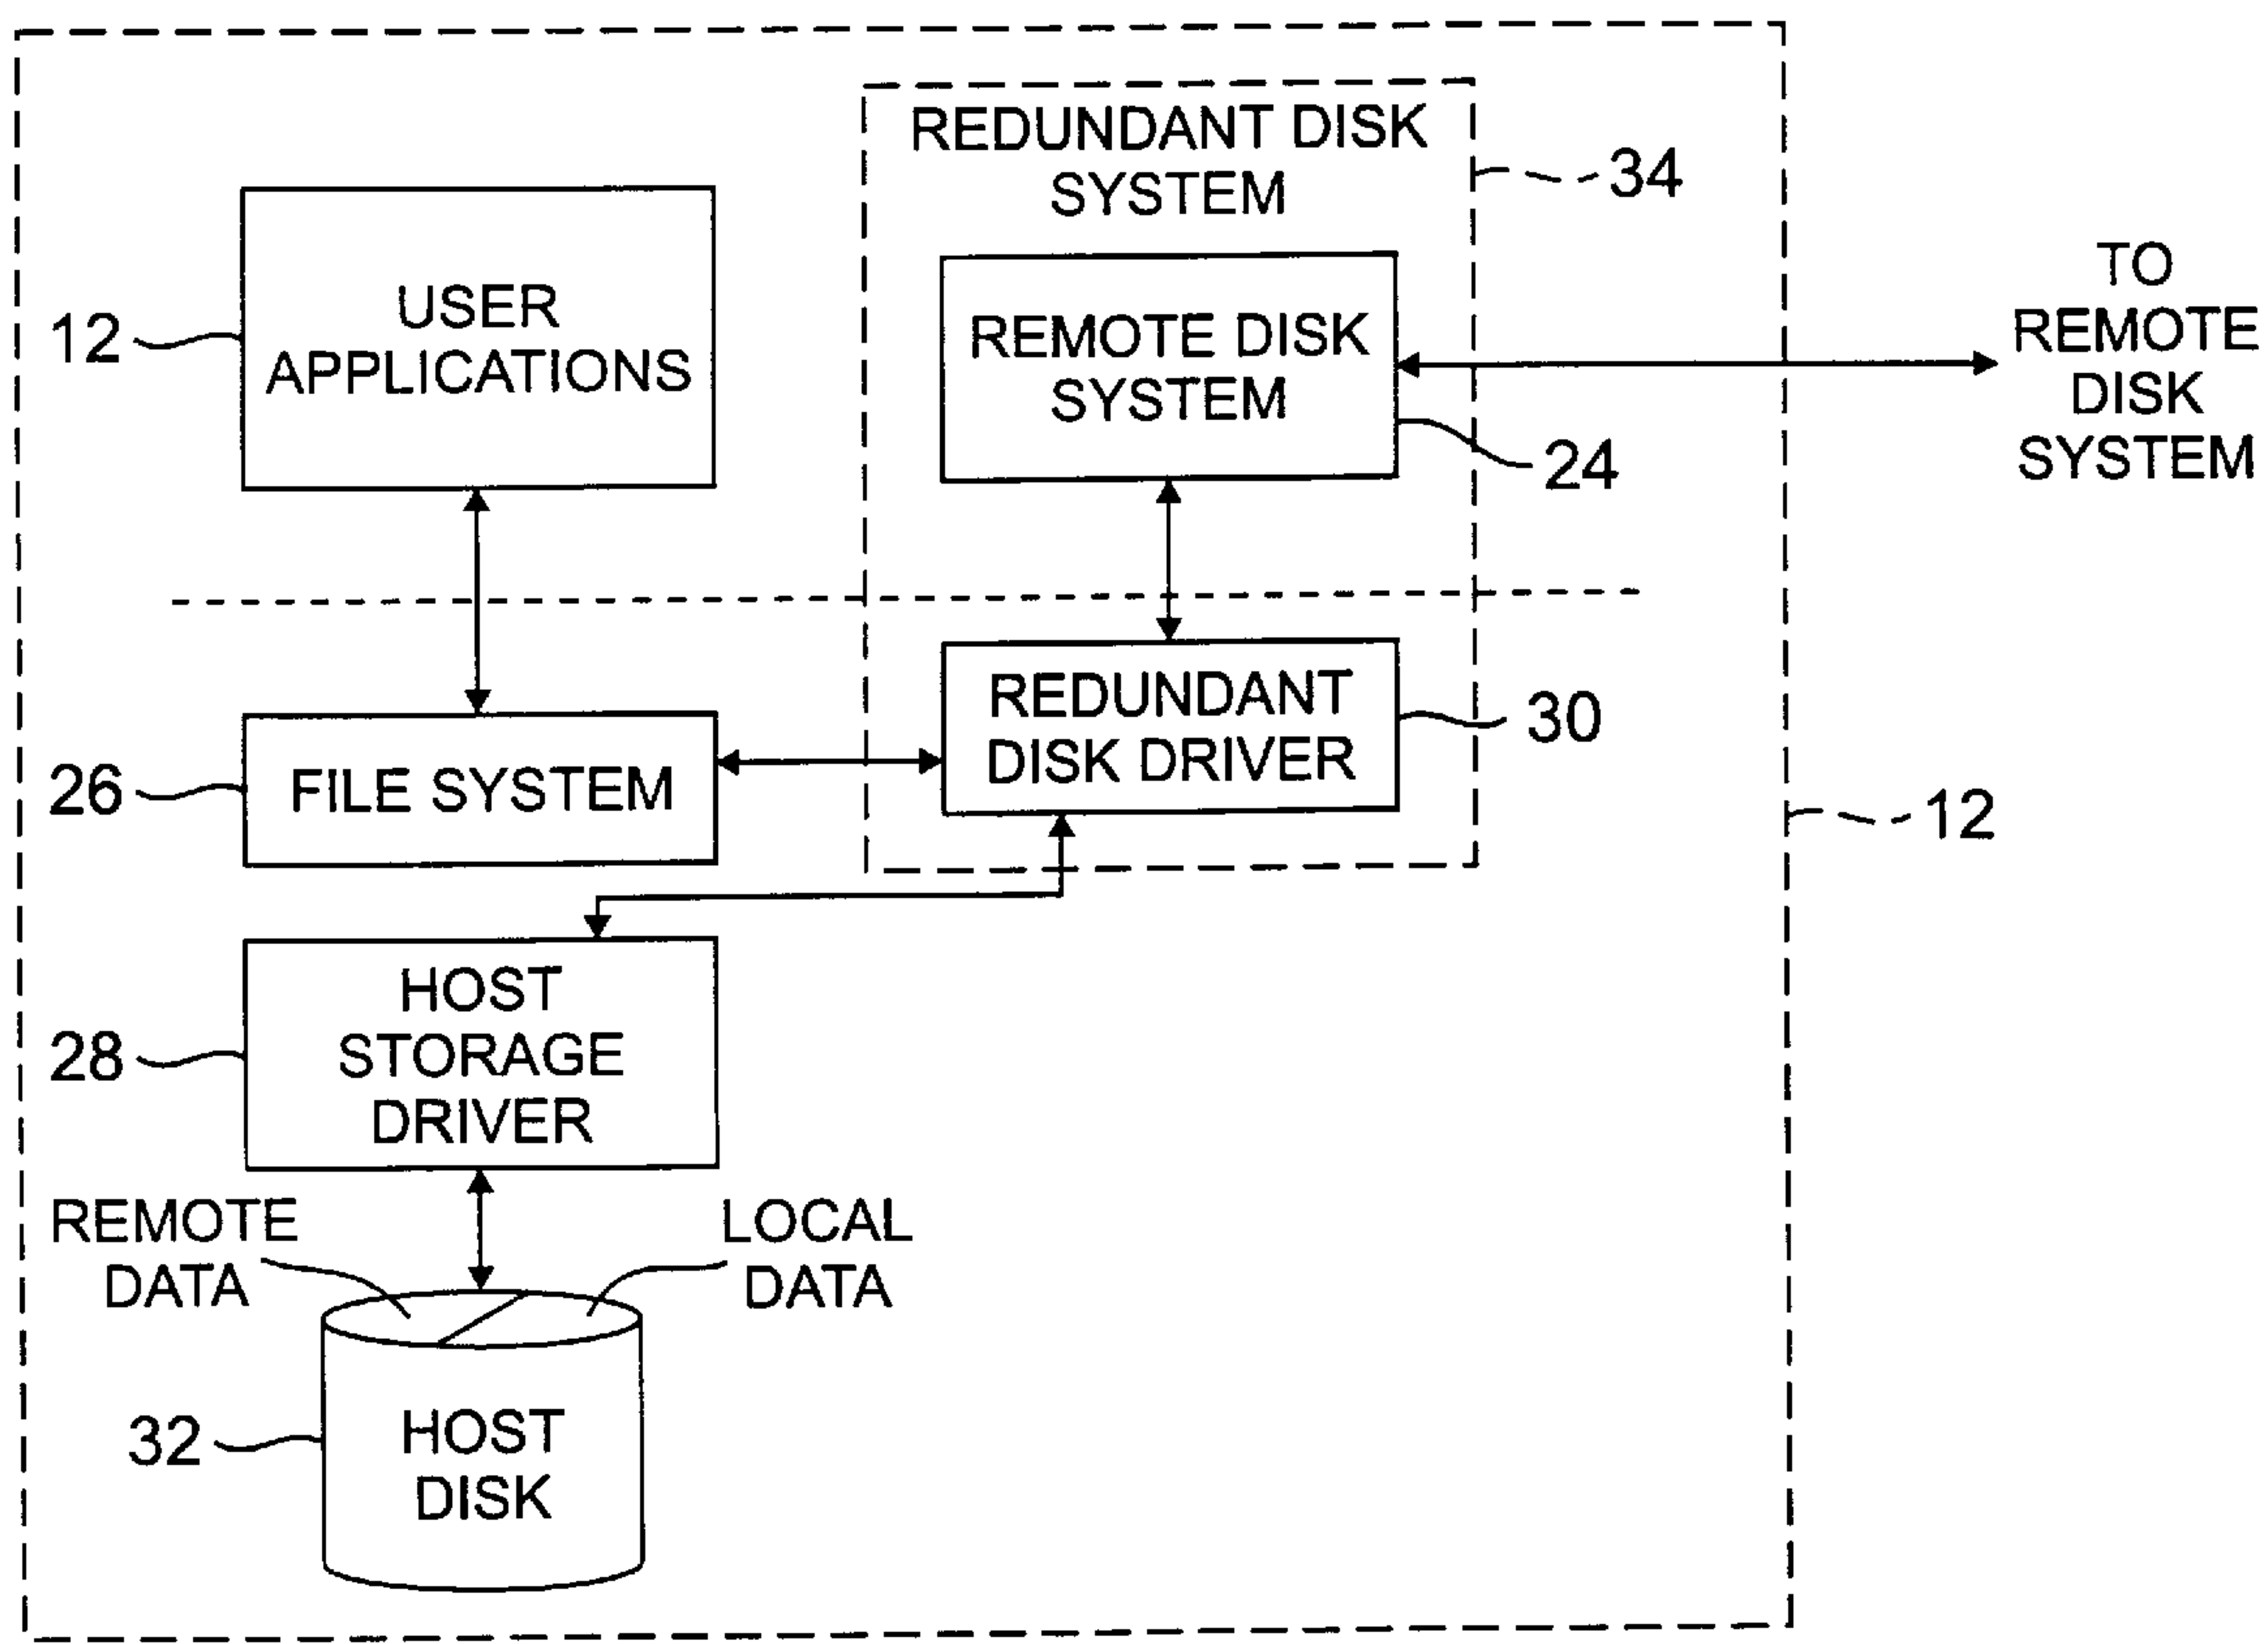 REDUNDANT DISK
SYSTEM
34
USER
APPLICATIONS
12
REMOTE DISK
SYSTEM
24
TO
REMOTE
DISK
SYSTEM
REDUNDANT
DISK DRIVER
30
26
FILE SYSTEM
12
HOST
STORAGE
DRIVER
28
REMOTE
DATA
LOCAL
DATA
32
HOST
DISK